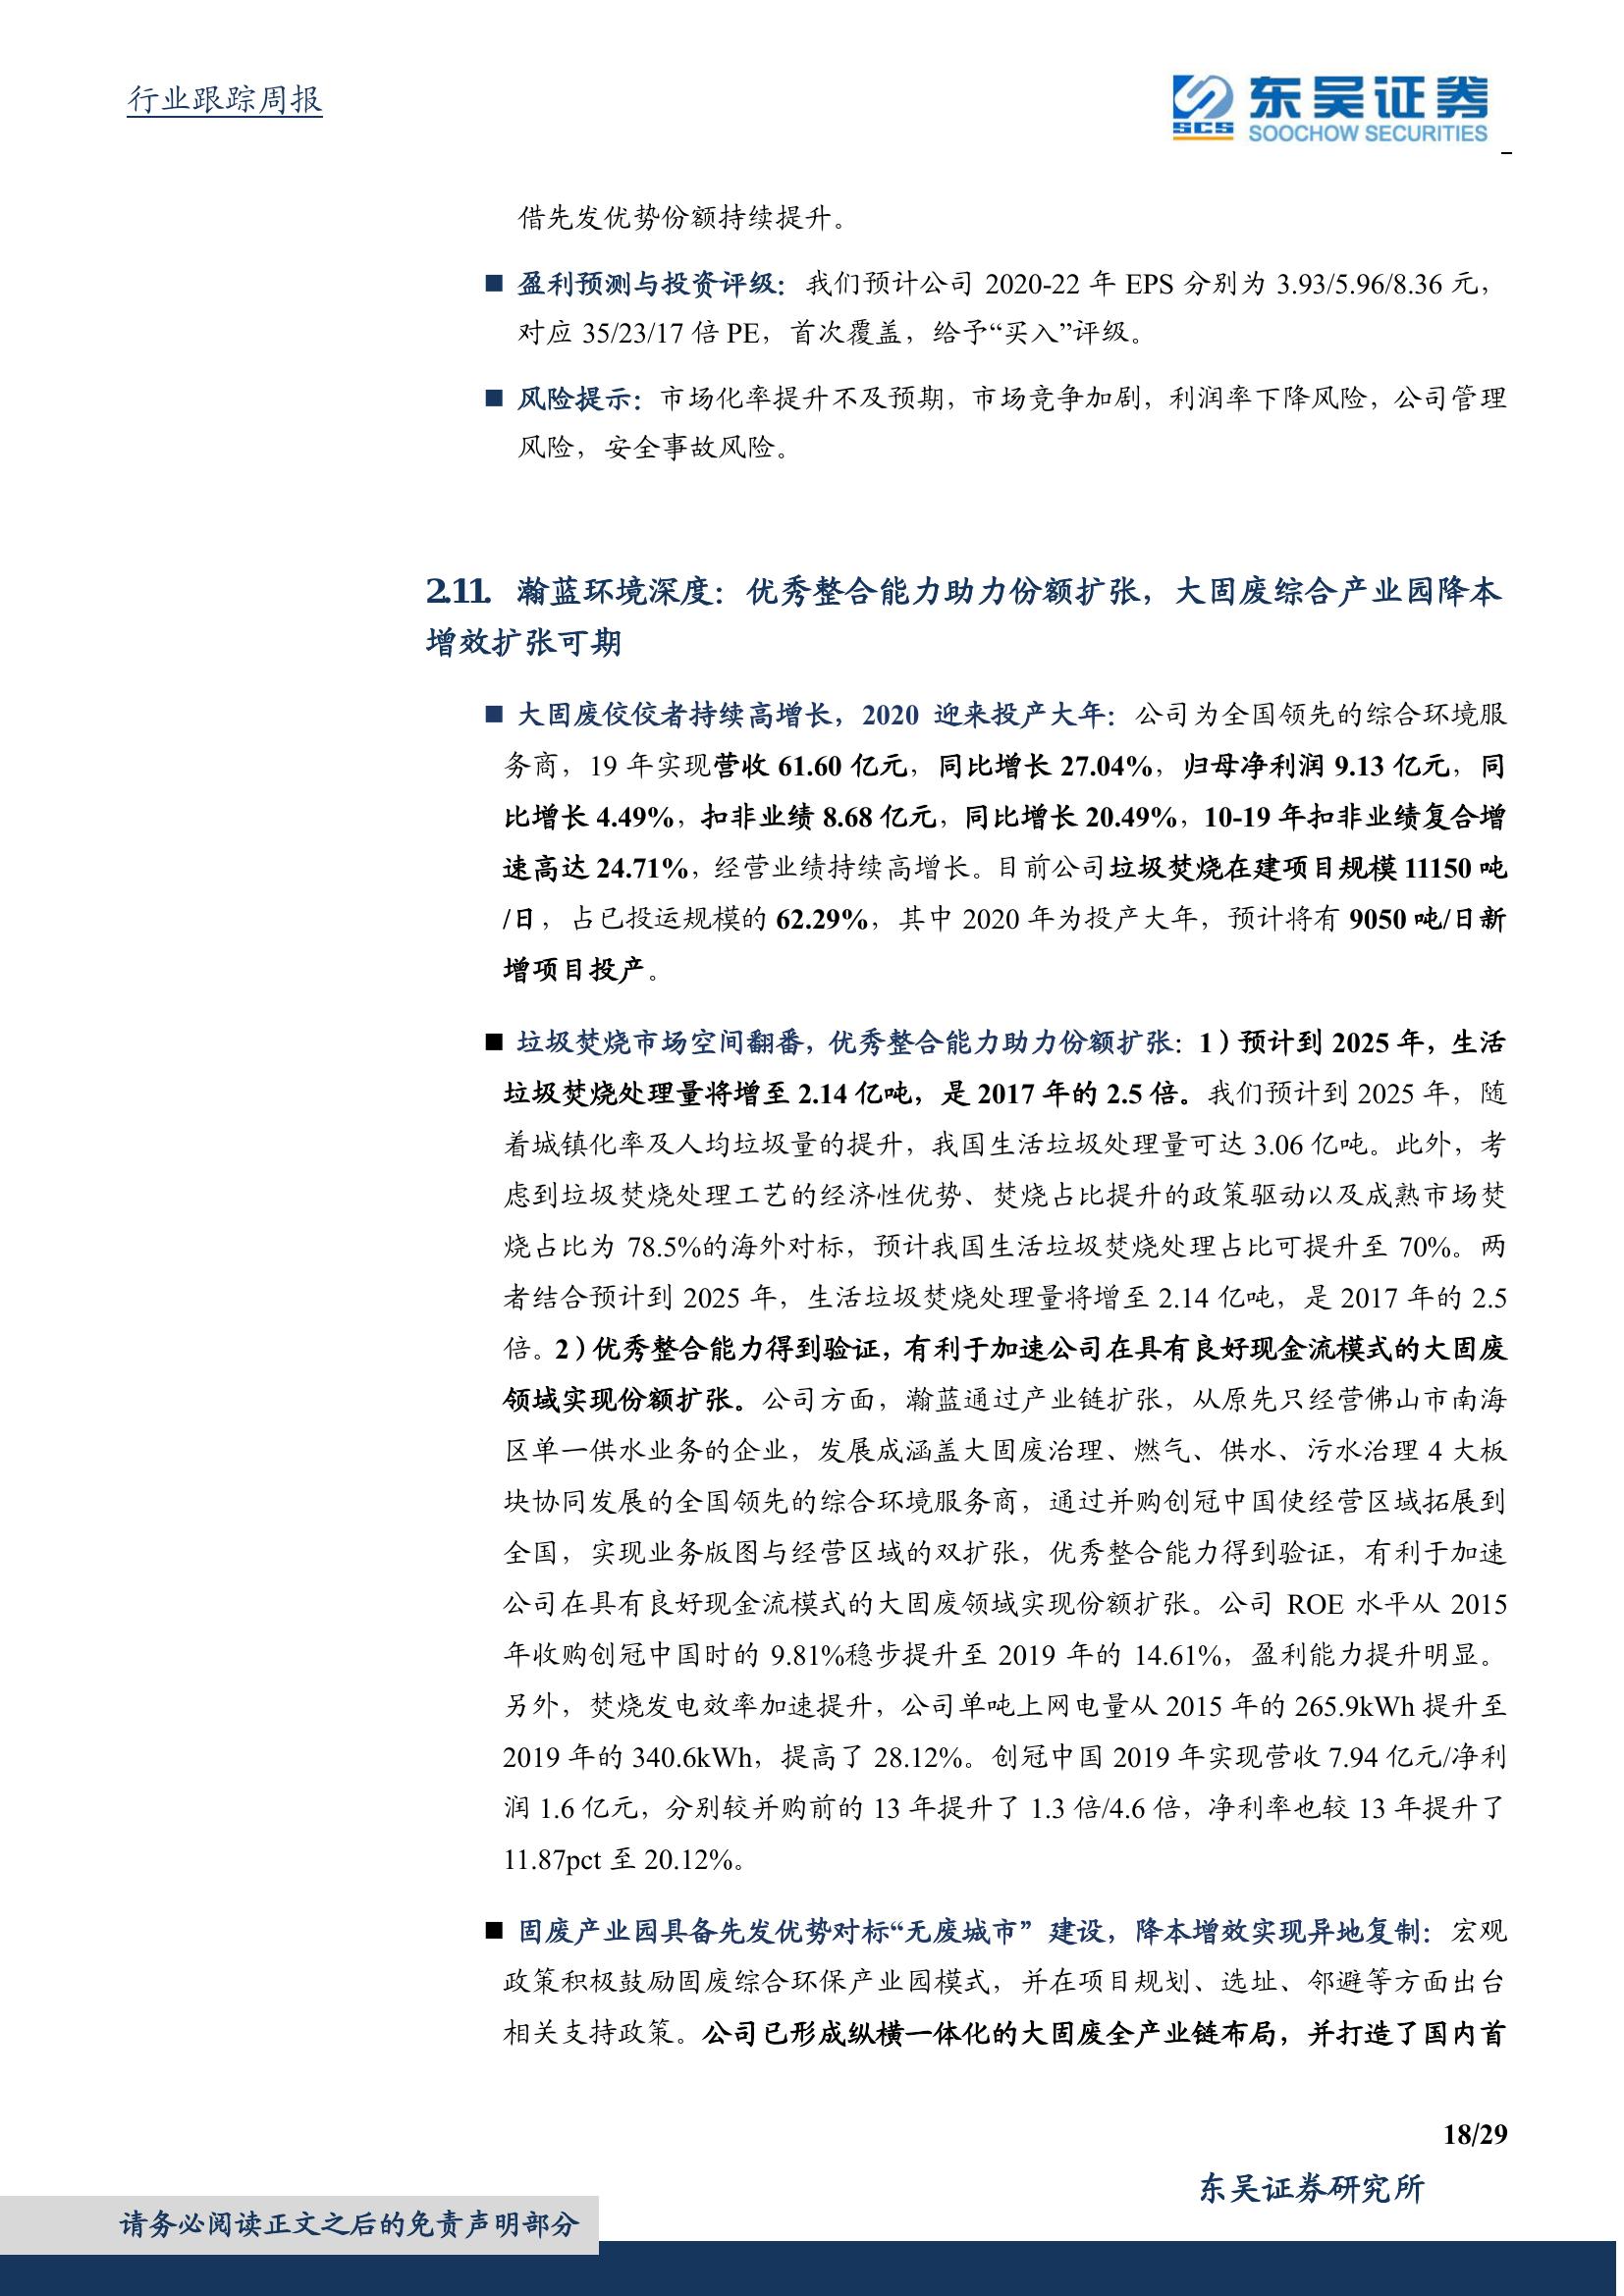 行业跟踪周报
SCS
东吴证券
SOOCHOW SECURITIES
借先发优势份额持续提升。
■ 盈利预测与投资评级：我们预计公司 2020-22 年 EPS 分别为 3.93/5.96/8.36 元，
对应 35/23/17 倍 PE，首次覆盖，给予“买入”评级。
■ 风险提示：市场化率提升不及预期，市场竞争加剧，利润率下降风险，公司管理
风险，安全事故风险。
2.11. 瀚蓝环境深度：优秀整合能力助力份额扩张，大固废综合产业园降本
增效扩张可期
■ 大固废佼佼者持续高增长，2020 迎来投产大年：公司为全国领先的综合环境服
务商，19 年实现营收 61.60 亿元，同比增长 27.04%，归母净利润 9.13 亿元，同
比增长 4.49%，扣非业绩 8.68 亿元，同比增长 20.49%，10-19 年扣非业绩复合增
速高达 24.71%，经营业绩持续高增长。目前公司垃圾焚烧在建项目规模 11150 吨
/日，占已投运规模的 62.29%，其中 2020 年为投产大年，预计将有 9050 吨/日新
增项目投产。
■ 垃圾焚烧市场空间翻番，优秀整合能力助力份额扩张：1）预计到 2025 年，生活
垃圾焚烧处理量将增至 2.14 亿吨，是 2017 年的 2.5 倍。我们预计到 2025 年，随
着城镇化率及人均垃圾量的提升，我国生活垃圾处理量可达 3.06 亿吨。此外，考
虑到垃圾焚烧处理工艺的经济性优势、焚烧占比提升的政策驱动以及成熟市场焚
烧占比为 78.5%的海外对标，预计我国生活垃圾焚烧处理占比可提升至 70%。两
者结合预计到 2025 年，生活垃圾焚烧处理量将增至 2.14 亿吨，是 2017 年的 2.5
倍。2）优秀整合能力得到验证，有利于加速公司在具有良好现金流模式的大固废
领域实现份额扩张。公司方面，瀚蓝通过产业链扩张，从原先只经营佛山市南海
区单一供水业务的企业，发展成涵盖大固废治理、燃气、供水、污水治理 4 大板
块协同发展的全国领先的综合环境服务商，通过并购创冠中国使经营区域拓展到
全国，实现业务版图与经营区域的双扩张，优秀整合能力得到验证，有利于加速
公司在具有良好现金流模式的大固废领域实现份额扩张。公司 ROE 水平从 2015
年收购创冠中国时的 9.81%稳步提升至 2019 年的 14.61%，盈利能力提升明显。
另外，焚烧发电效率加速提升，公司单吨上网电量从 2015 年的 265.9kWh 提升至
2019 年的 340.6kWh，提高了 28.12%。创冠中国 2019 年实现营收 7.94 亿元/净利
润 1.6 亿元，分别较并购前的 13 年提升了 1.3 倍/4.6 倍，净利率也较 13 年提升了
11.87pct 至 20.12%。
■ 固废产业园具备先发优势对标“无废城市”建设，降本增效实现异地复制：宏观
政策积极鼓励固废综合环保产业园模式，并在项目规划、选址、邻避等方面出台
相关支持政策。公司已形成纵横一体化的大固废全产业链布局，并打造了国内首
18/29
东吴证券研究所
请务必阅读正文之后的免责声明部分